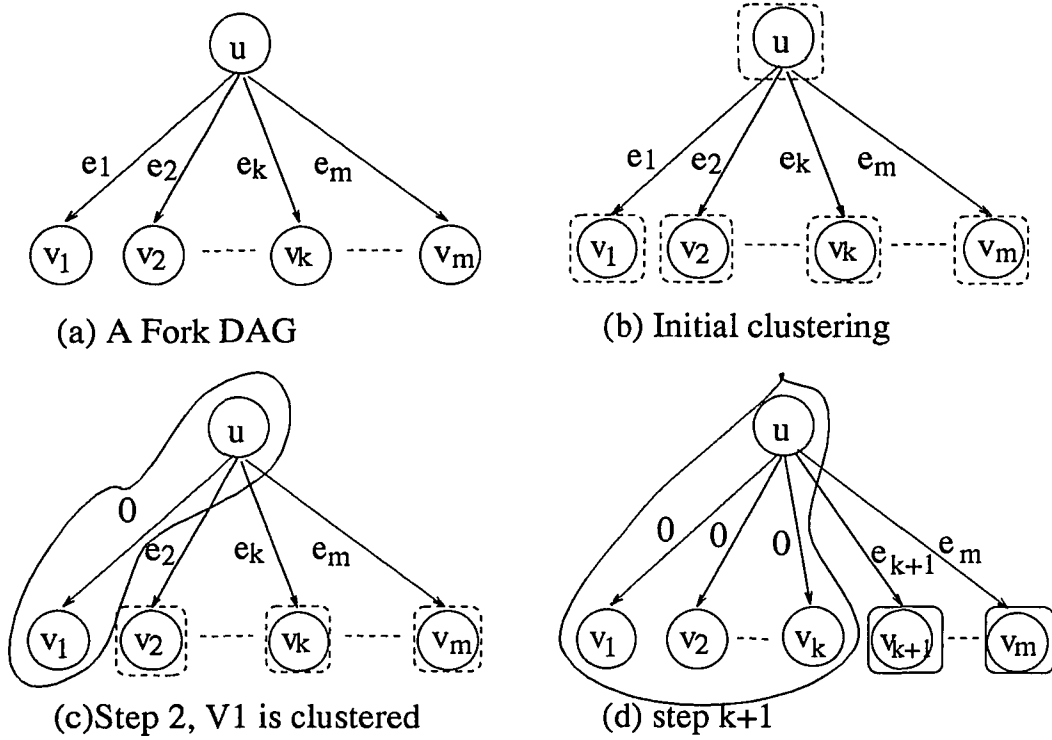 u
e1 e2 ek em
v1 v2 vk vm
(a) A Fork DAG
u
e1 e2 ek em
v1 v2 vk vm
(b) Initial clustering
u
0 e2 ek em
v1 v2 vk vm
(c)Step 2, V1 is clustered
u
0 0 0 ek+1 em
v1 v2 vk vk+1 vm
(d) step k+1